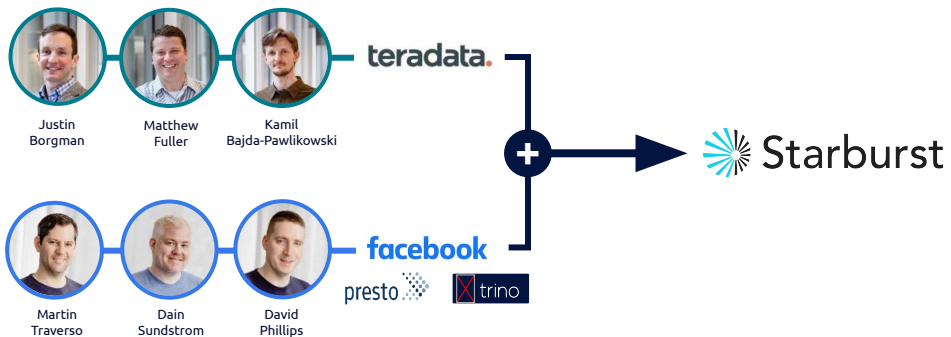 teradata.
Justin
Borgman
Matthew
Fuller
Kamil
Bajda-Pawlikowski
+
Starburst
facebook
presto
trino
Martin
Traverso
Dain
Sundstrom
David
Phillips